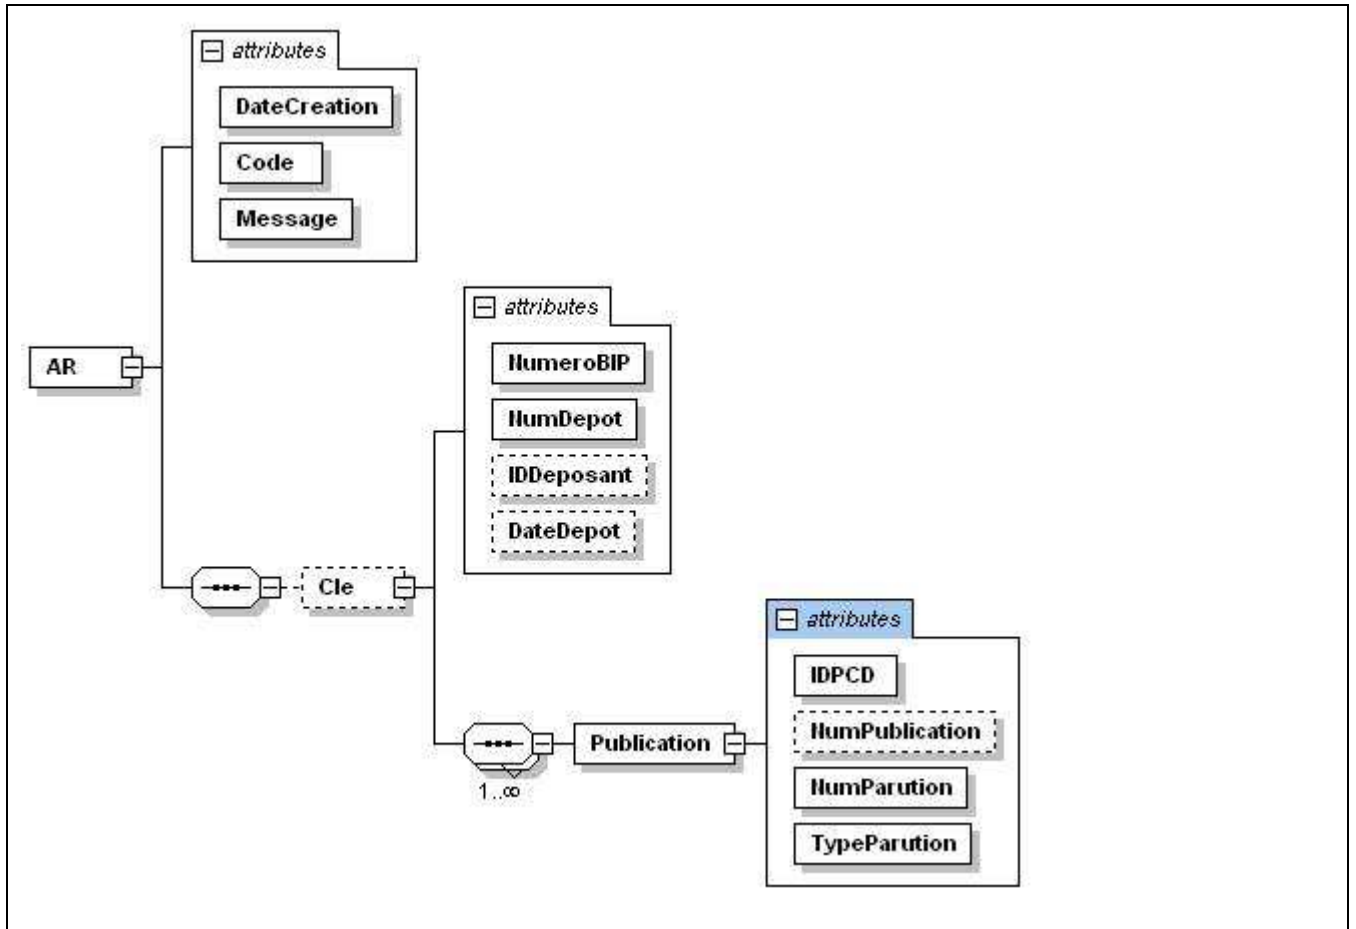 attributes
DateCreation
Code
Message
AR
attributes
NumeroBIP
NumDepot
IDDeposant
DateDepot
Cle
attributes
IDPCD
NumPublication
NumParution
TypeParution
Publication
1..∞